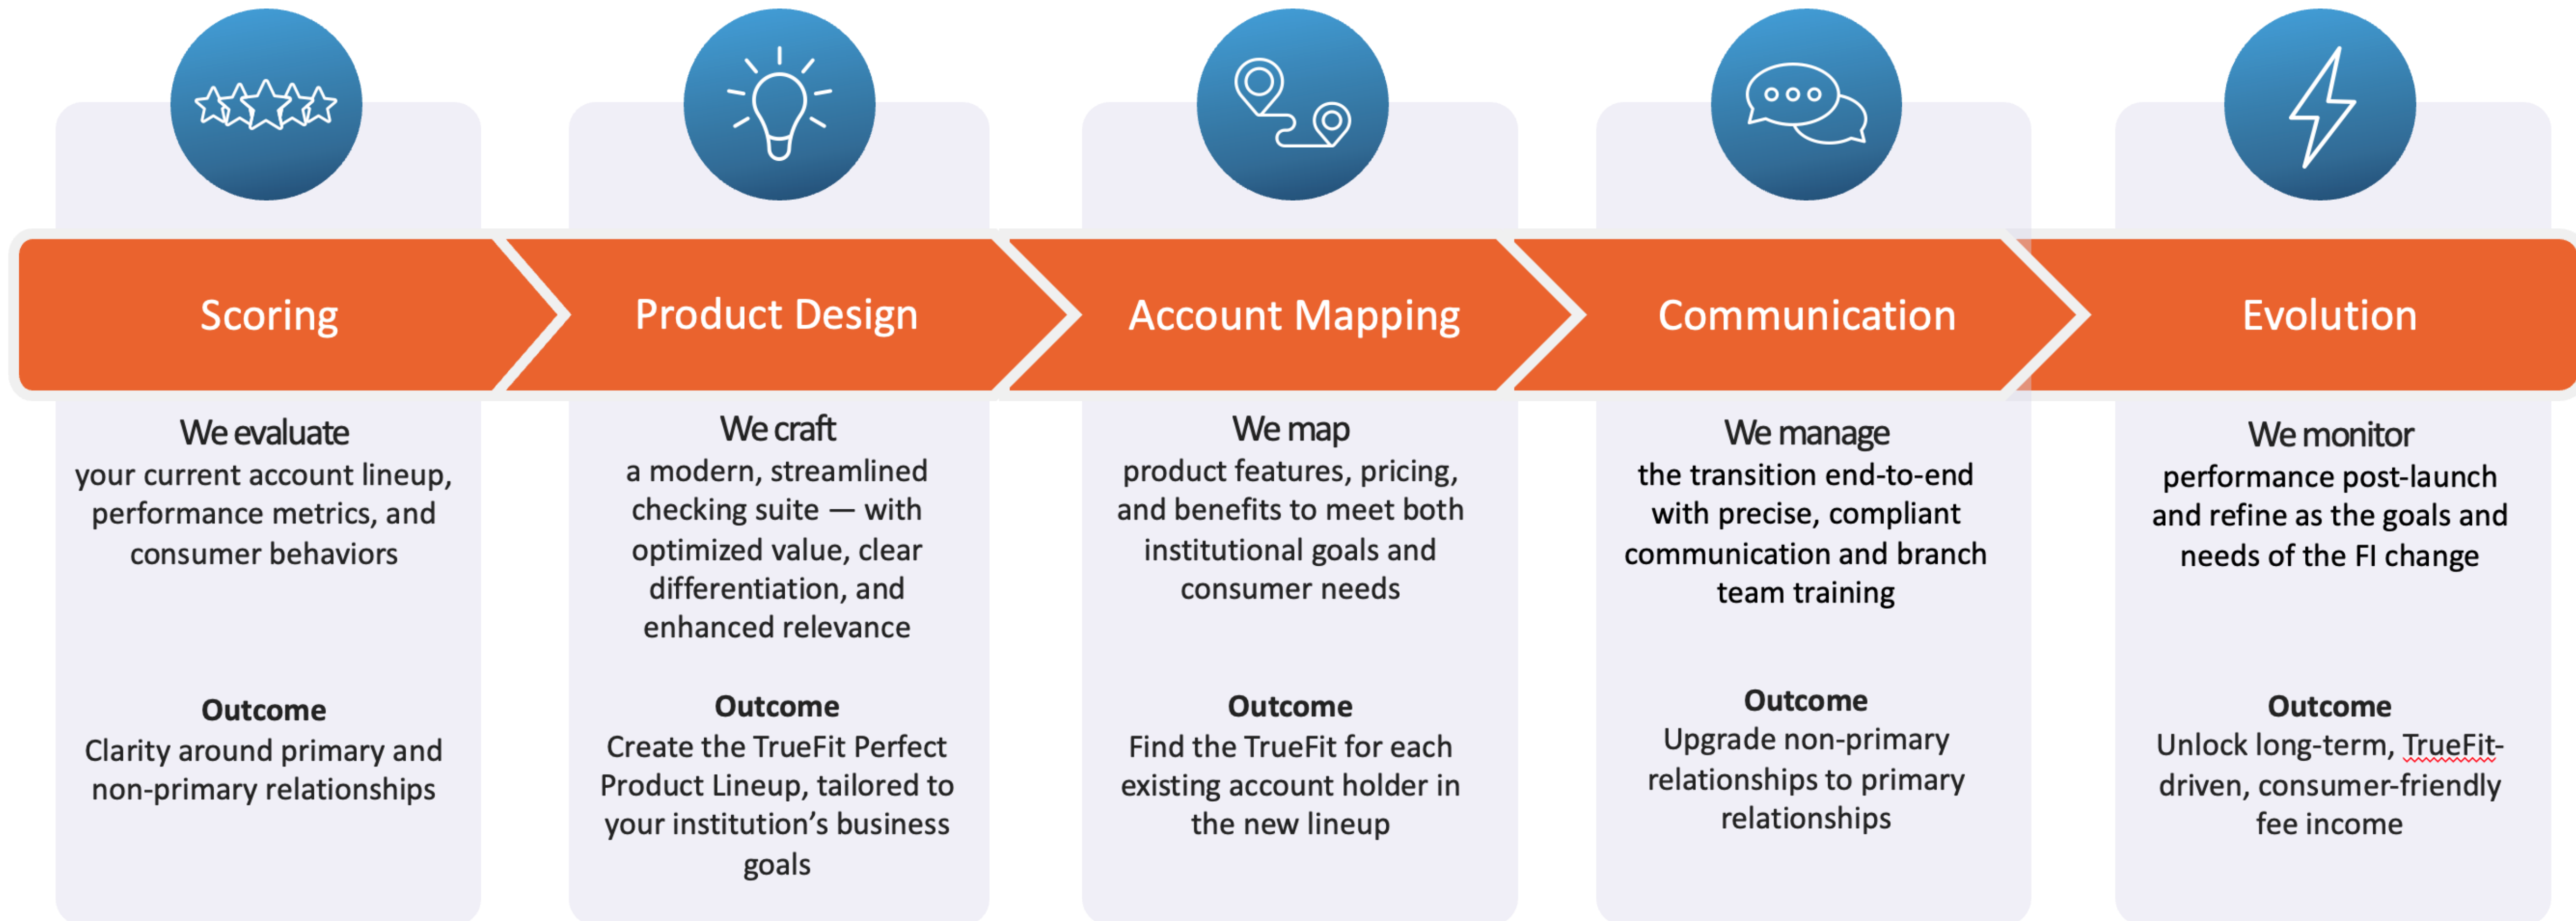 Scoring
Product Design
Account Mapping
Communication
Evolution
We evaluate
your current account lineup,
performance metrics, and
consumer behaviors
Outcome
Clarity around primary and
non-primary relationships
We craft
a modern, streamlined
checking suite — with
optimized value, clear
differentiation, and
enhanced relevance
Outcome
Create the TrueFit Perfect
Product Lineup, tailored to
your institution’s business
goals
We map
product features, pricing,
and benefits to meet both
institutional goals and
consumer needs
Outcome
Find the TrueFit for each
existing account holder in
the new lineup
We manage
the transition end-to-end
with precise, compliant
communication and branch
team training
Outcome
Upgrade non-primary
relationships to primary
relationships
We monitor
performance post-launch
and refine as the goals and
needs of the FI change
Outcome
Unlock long-term, TrueFit-
driven, consumer-friendly
fee income